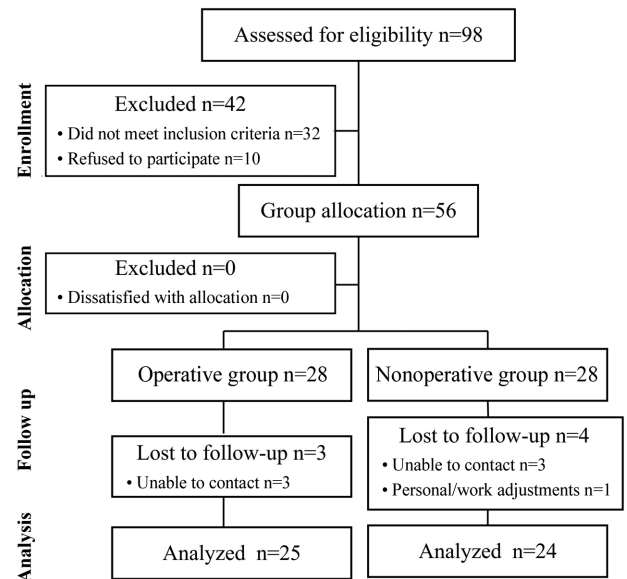 Assessed for eligibility n=98
Enrollment
Excluded n=42
• Did not meet inclusion criteria n=32
• Refused to participate n=10
Group allocation n=56
Allocation
Excluded n=0
• Dissatisfied with allocation n=0
Operative group n=28
Nonoperative group n=28
Follow up
Lost to follow-up n=3
• Unable to contact n=3
Lost to follow-up n=4
• Unable to contact n=3
• Personal/work adjustments n=1
Analysis
Analyzed n=25
Analyzed n=24